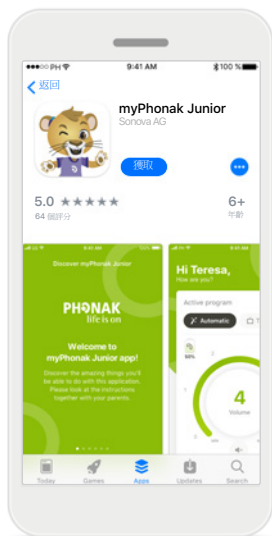 PH 9:41 AM 100 %
返回
myPhonak Junior
Sonova AG
獲取
5.0 ★★★★★
64 個評分
6+
年齡
Discover myPhonak Junior
PHONAK
life is on
Welcome to
myPhonak Junior app!
Discover the amazing things you'll
be able to do with this application.
Please look at the instructions
together with your parents.
Hi Teresa,
How are you?
Active program
Automatic
50%
4
Volume
Today Games Apps Updates Search